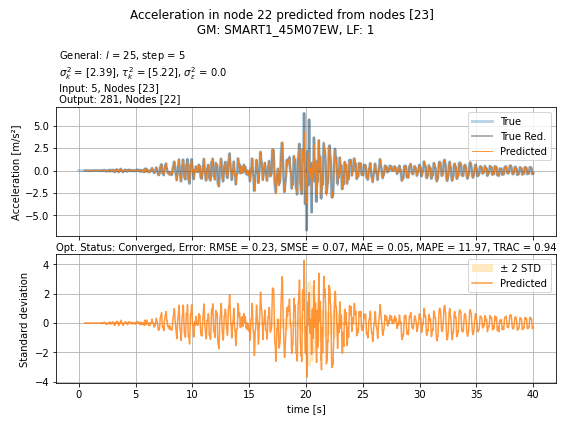 Acceleration in node 22 predicted from nodes [23]
GM: SMART1_45M07EW, LF: 1
General: l = 25, step = 5
σ²ₖ = [2.39], τ²ₖ = [5.22], σ²ε = 0.0
Input: 5, Nodes [23]
Output: 281, Nodes [22]
True
True Red.
Predicted
5.0
2.5
0.0
−2.5
−5.0
Acceleration [m/s²]
Opt. Status: Converged, Error: RMSE = 0.23, SMSE = 0.07, MAE = 0.05, MAPE = 11.97, TRAC = 0.94
± 2 STD
Predicted
4
2
0
−2
−4
Standard deviation
0 5 10 15 20 25 30 35 40
time [s]